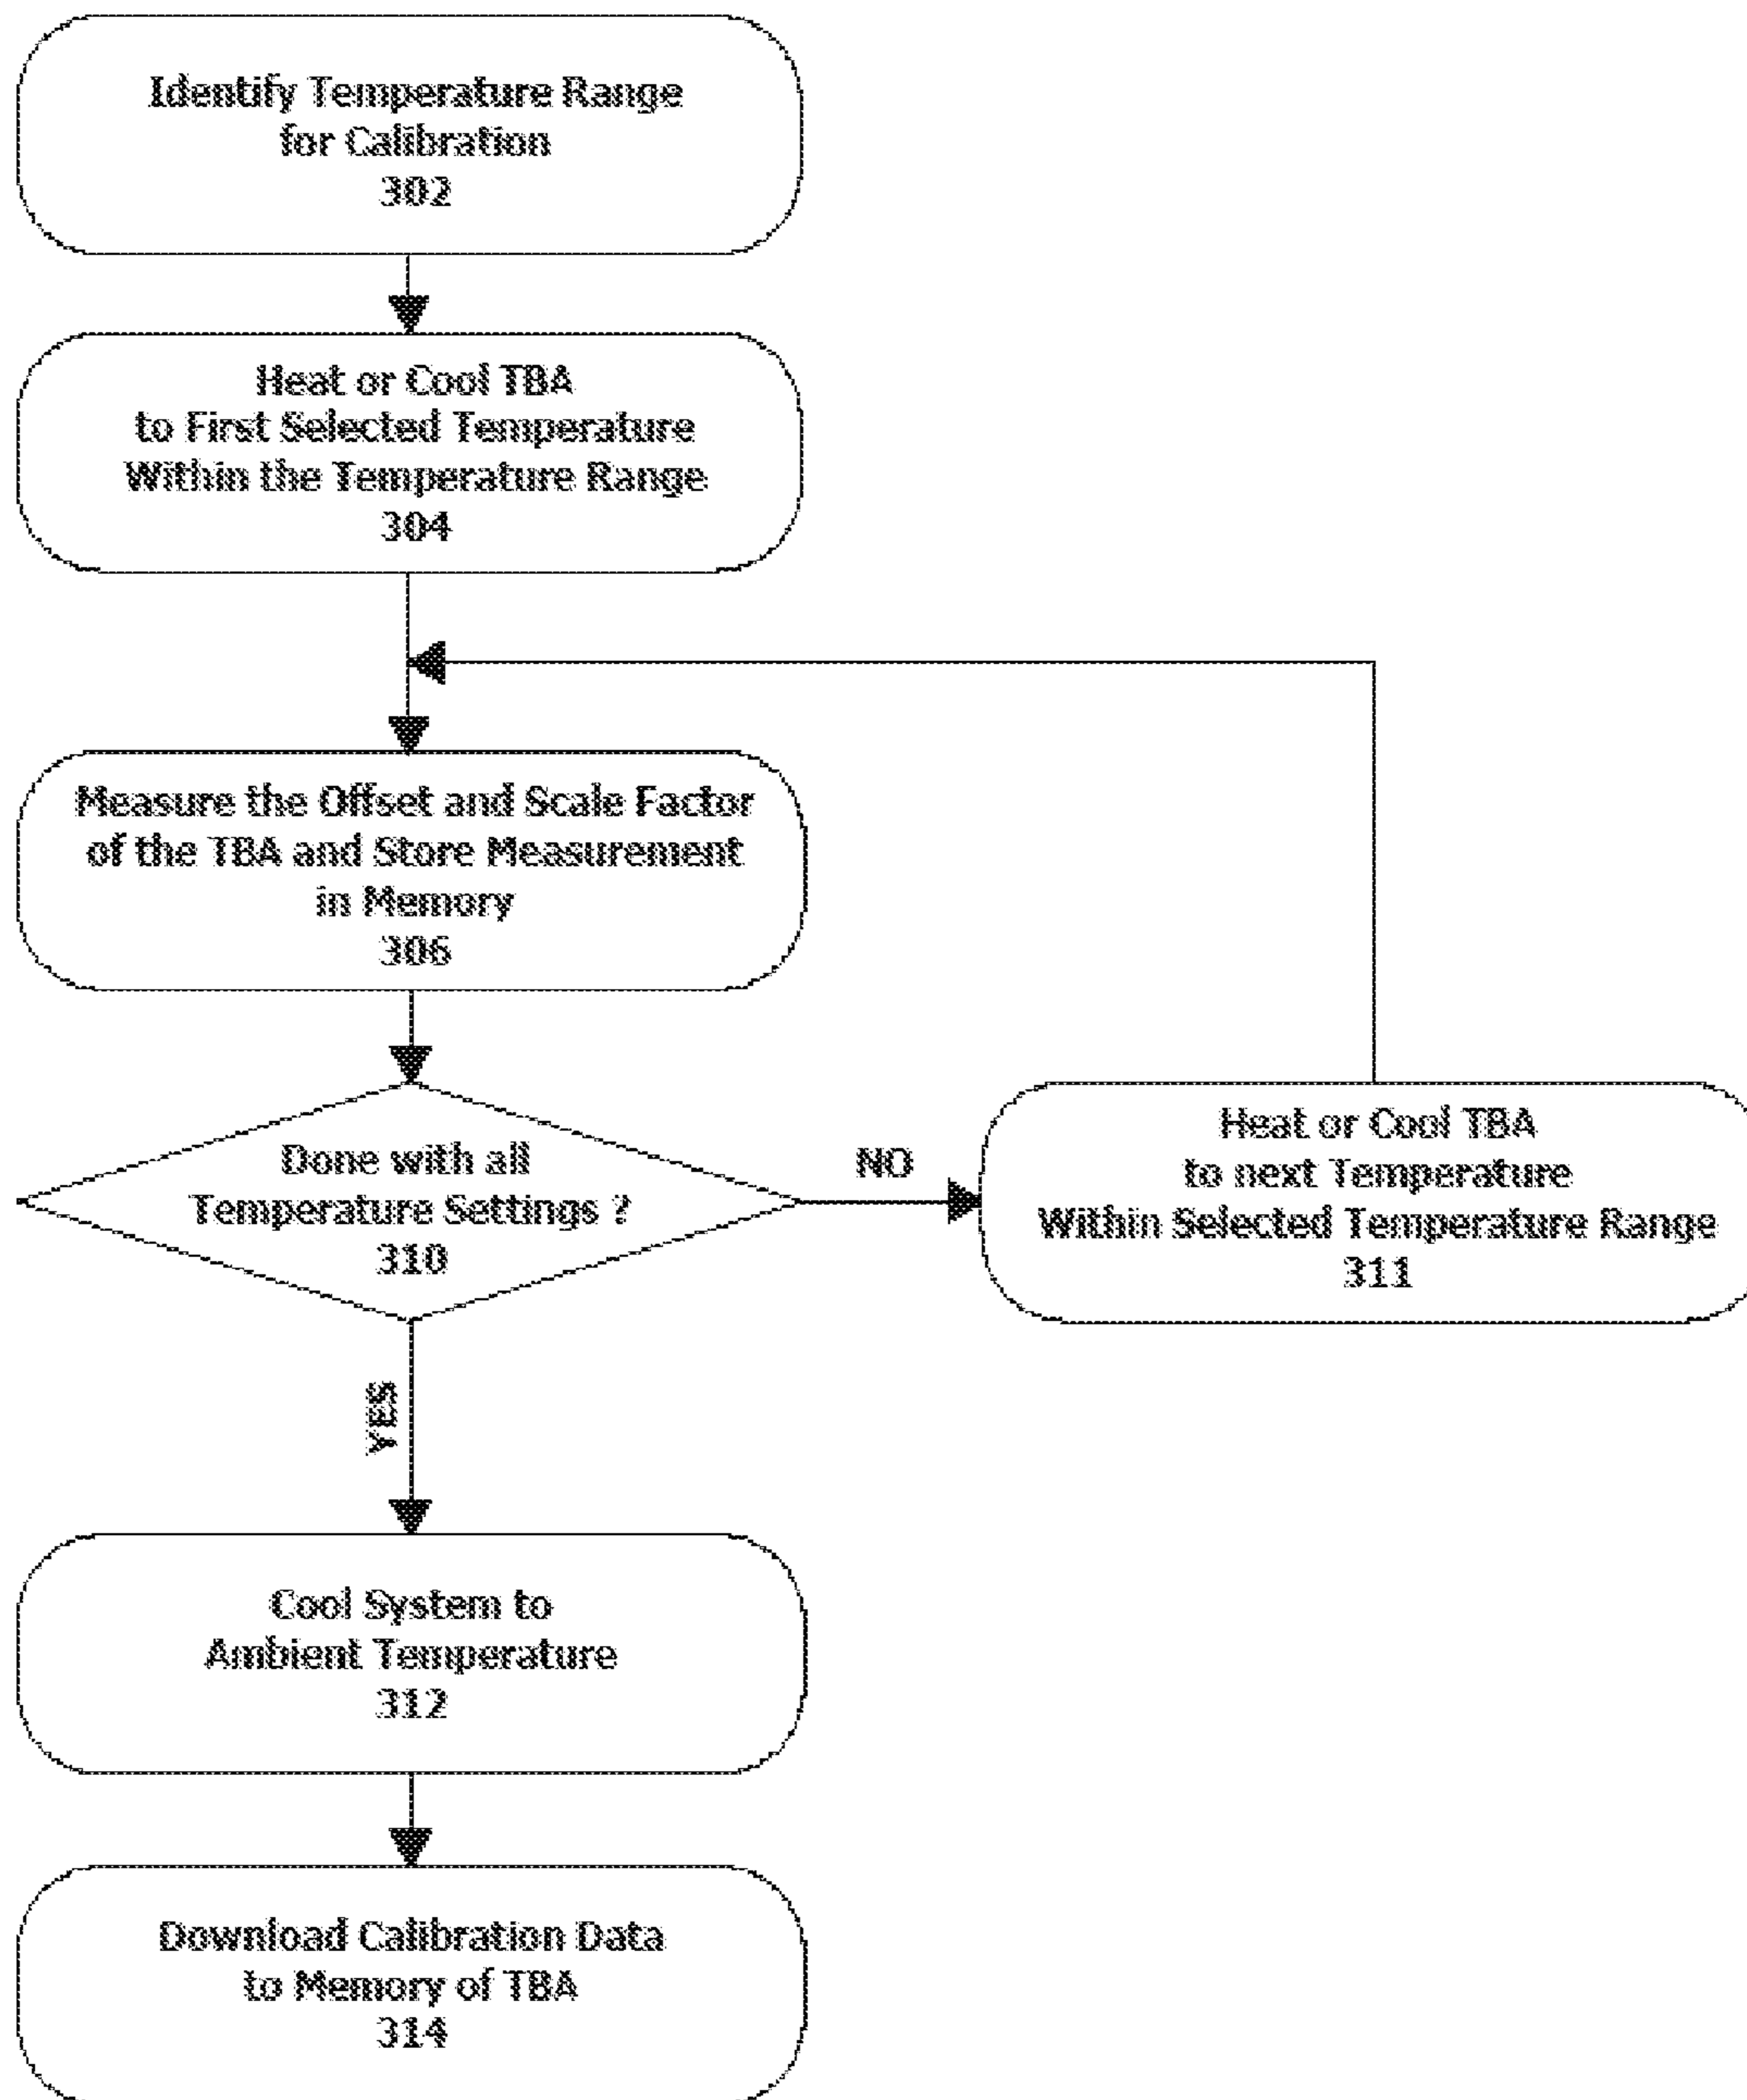 Identify Temperature Range
for Calibration
302
Heat or Cool TBA
to First Selected Temperature
Within the Temperature Range
304
Measure the Offset and Scale Factor
of the TBA and Store Measurement
in Memory
306
Done with all
Temperature Settings ?
310
NO
Heat or Cool TBA
to next Temperature
Within Selected Temperature Range
311
YES
Cool System to
Ambient Temperature
312
Download Calibration Data
to Memory of TBA
314